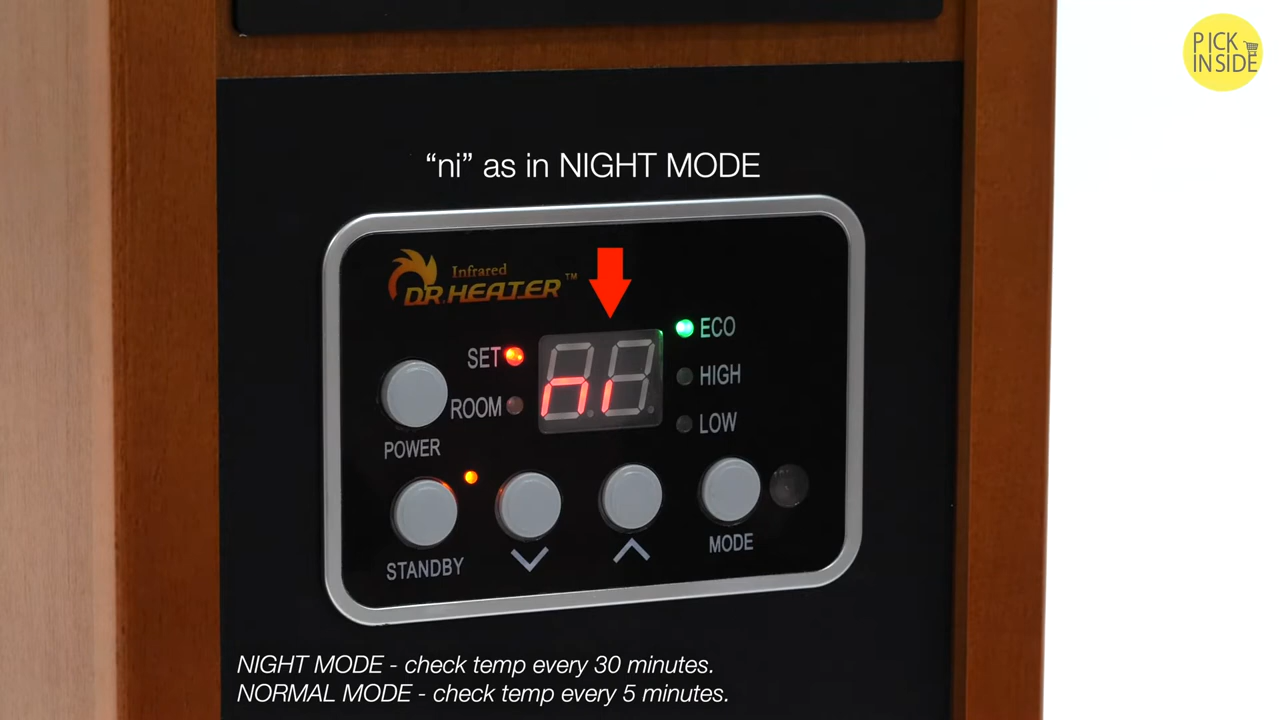 PICK
INSIDE
“ni” as in NIGHT MODE
Infrared
DR.HEATER™
SET
ROOM
ni
ECO
HIGH
LOW
POWER
STANDBY
MODE
NIGHT MODE - check temp every 30 minutes.
NORMAL MODE - check temp every 5 minutes.